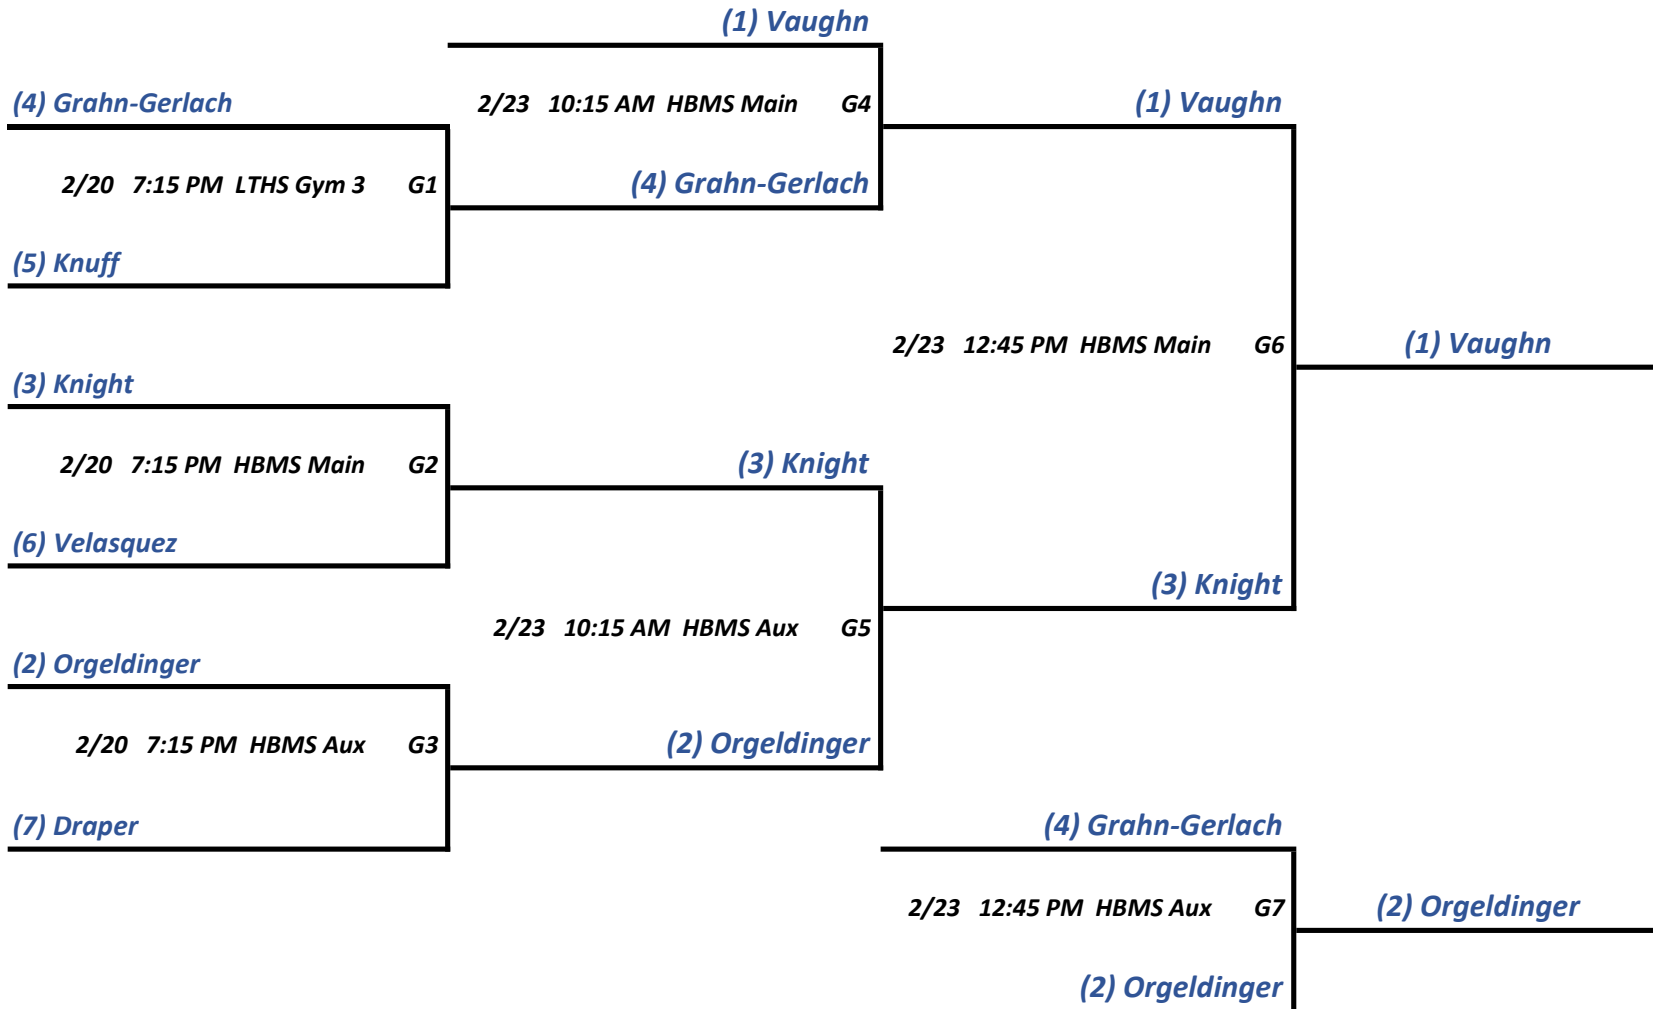 (1) Vaughn
(4) Grahn-Gerlach
2/23 10:15 AM HBMS Main G4
(1) Vaughn
2/20 7:15 PM LTHS Gym 3 G1
(4) Grahn-Gerlach
(5) Knuff
2/23 12:45 PM HBMS Main G6
(1) Vaughn
(3) Knight
2/20 7:15 PM HBMS Main G2
(3) Knight
(6) Velasquez
(3) Knight
2/23 10:15 AM HBMS Aux G5
(2) Orgeldinger
2/20 7:15 PM HBMS Aux G3
(2) Orgeldinger
(7) Draper
(4) Grahn-Gerlach
2/23 12:45 PM HBMS Aux G7
(2) Orgeldinger
(2) Orgeldinger